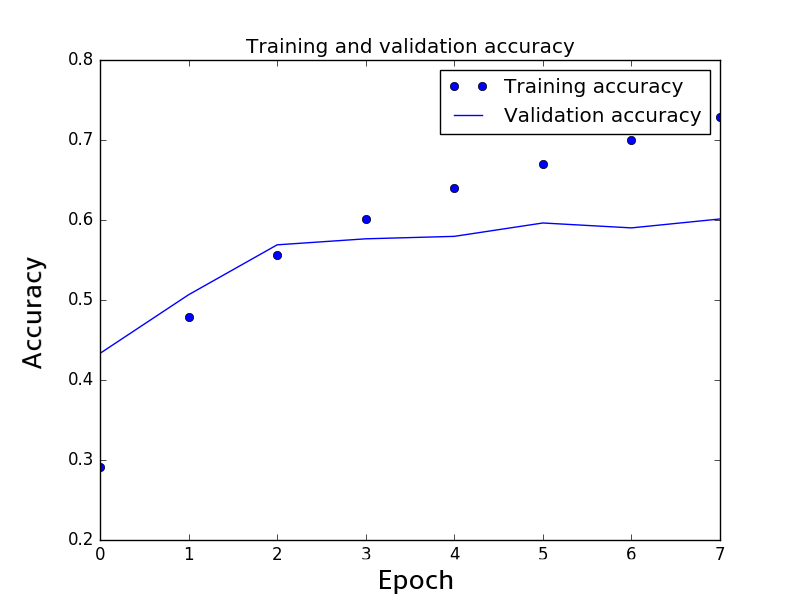 Training and validation accuracy
0.8
Training accuracy
Validation accuracy
0.7
0.6
0.5
0.4
0.3
0.2
Accuracy
0 1 2 3 4 5 6 7
Epoch